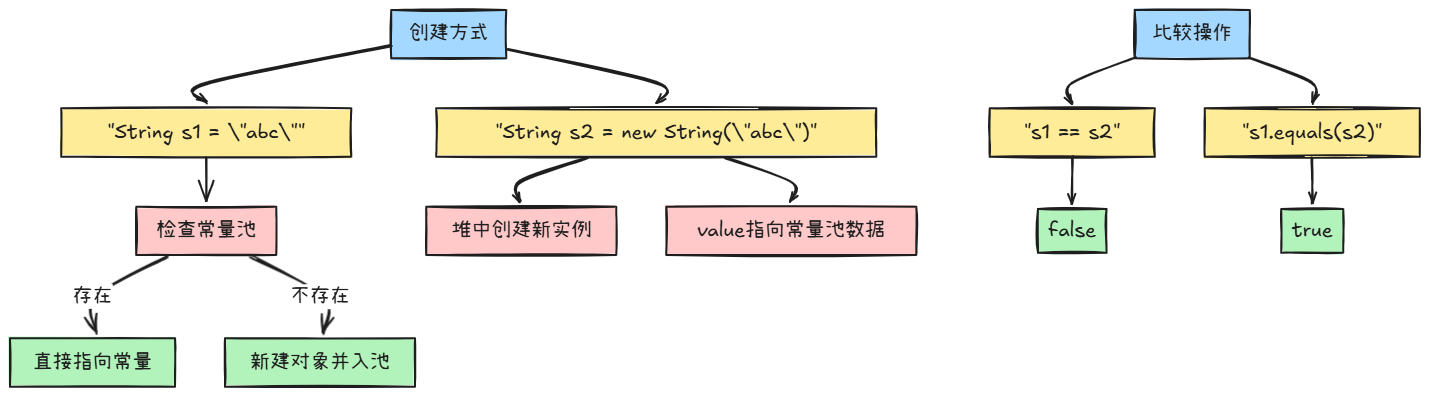 创建方式
比较操作
"String s1 = \"abc\""
"String s2 = new String(\"abc\")"
"s1 == s2"
"s1.equals(s2)"
检查常量池
堆中创建新实例
value指向常量池数据
false
true
存在
不存在
直接指向常量
新建对象并入池